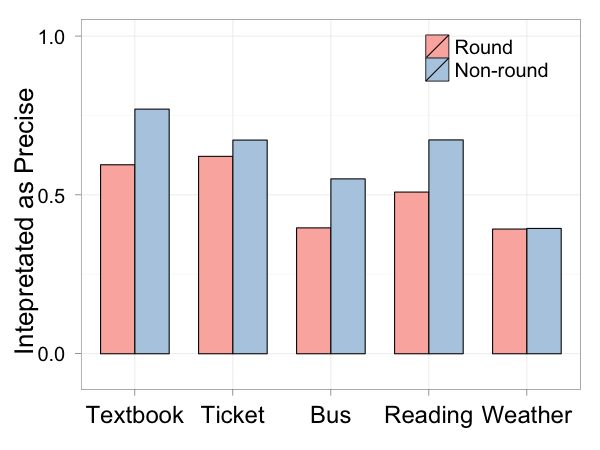 1.0
0.5
0.0
Intepretated as Precise
Round
Non-round
Textbook Ticket Bus Reading Weather